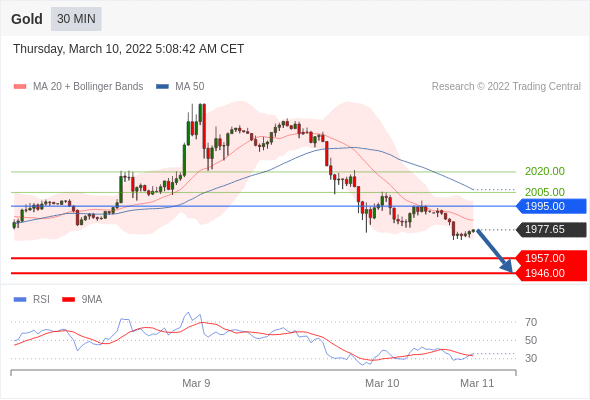 Gold 30 MIN
Thursday, March 10, 2022 5:08:42 AM CET
MA 20 + Bollinger Bands MA 50 Research © 2022 Trading Central
2020.00
2005.00
1995.00
1977.65
1957.00
1946.00
RSI 9MA
70
50
30
Mar 9 Mar 10 Mar 11